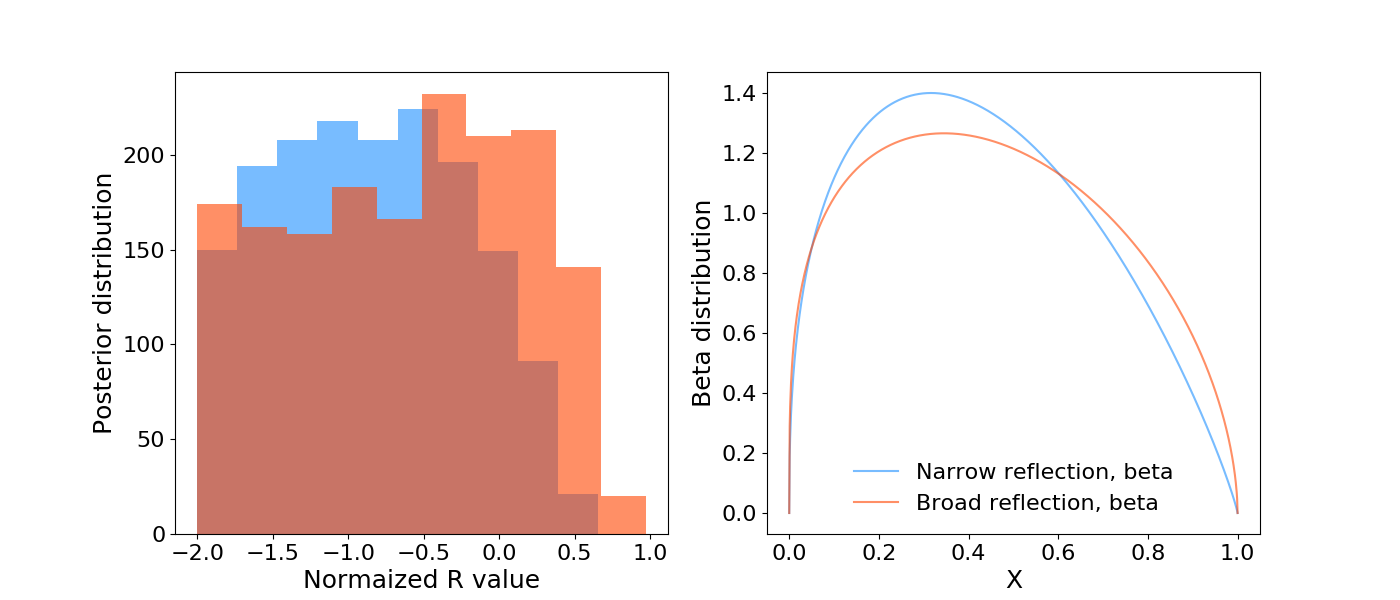 Posterior distribution
200
150
100
50
0
−2.0 −1.5 −1.0 −0.5 0.0 0.5 1.0
Normaized R value
Beta distribution
1.4
1.2
1.0
0.8
0.6
0.4
0.2
0.0
Narrow reflection, beta
Broad reflection, beta
0.0 0.2 0.4 0.6 0.8 1.0
X